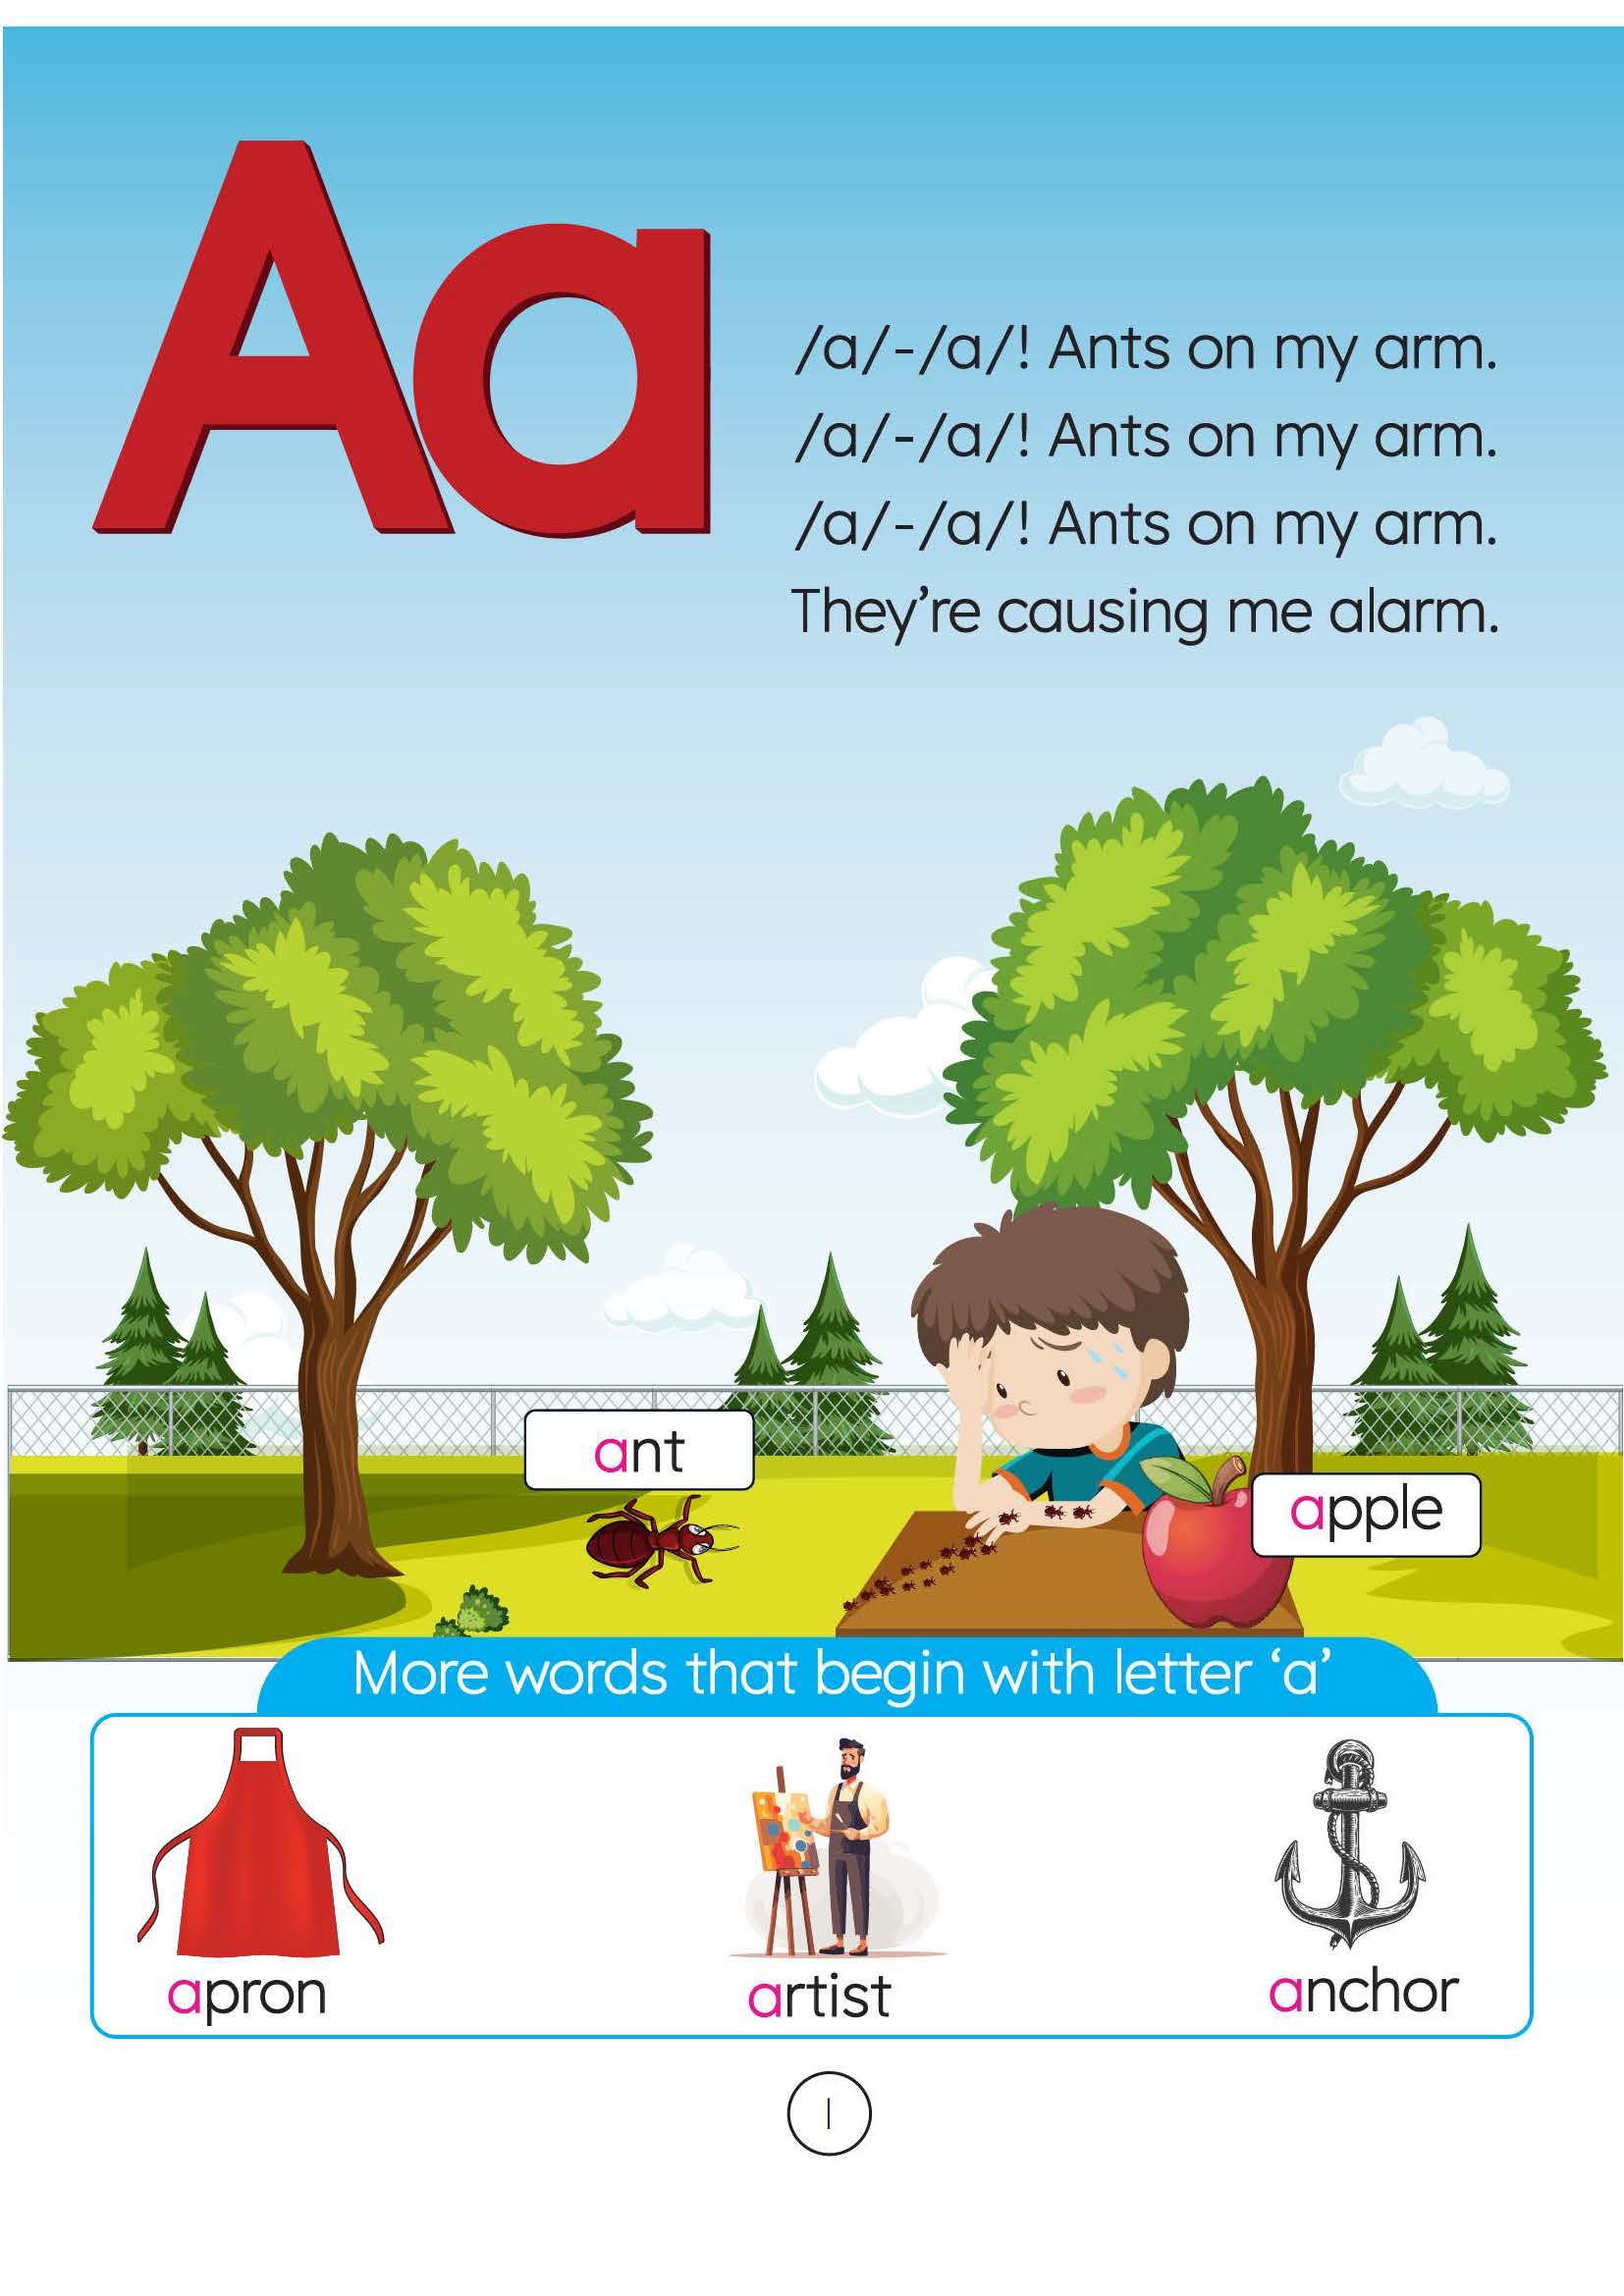 Aa
/a/-/a/! Ants on my arm.
/a/-/a/! Ants on my arm.
/a/-/a/! Ants on my arm.
They’re causing me alarm.
ant
apple
More words that begin with letter ‘a’
apron
artist
anchor
1